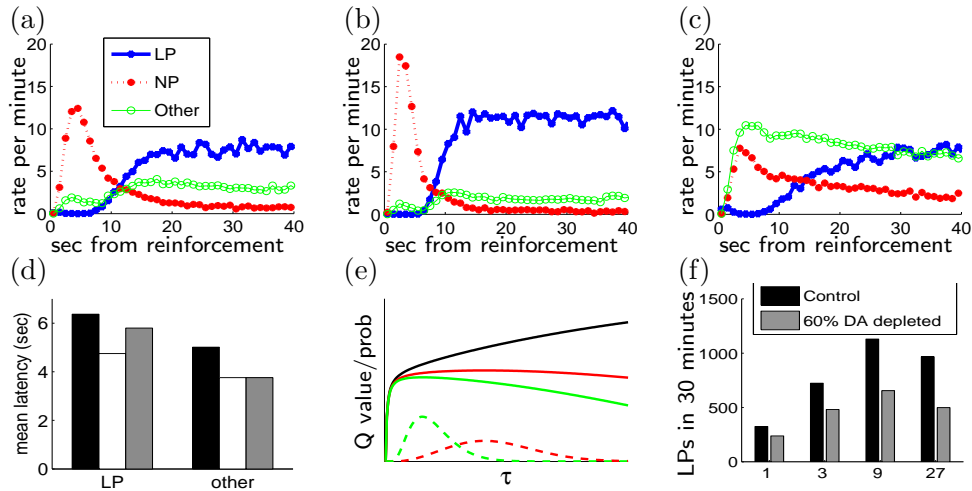 (a)
20
15
10
5
0
0 10 20 30 40
rate per minute
sec from reinforcement
LP
NP
Other
(b)
20
15
10
5
0
0 10 20 30 40
rate per minute
sec from reinforcement
(c)
20
15
10
5
0
0 10 20 30 40
rate per minute
sec from reinforcement
(d)
6
4
2
0
mean latency (sec)
LP other
(e)
Q value/prob
τ
(f)
Control
60% DA depleted
1500
1000
500
0
LPs in 30 minutes
1 3 9 27